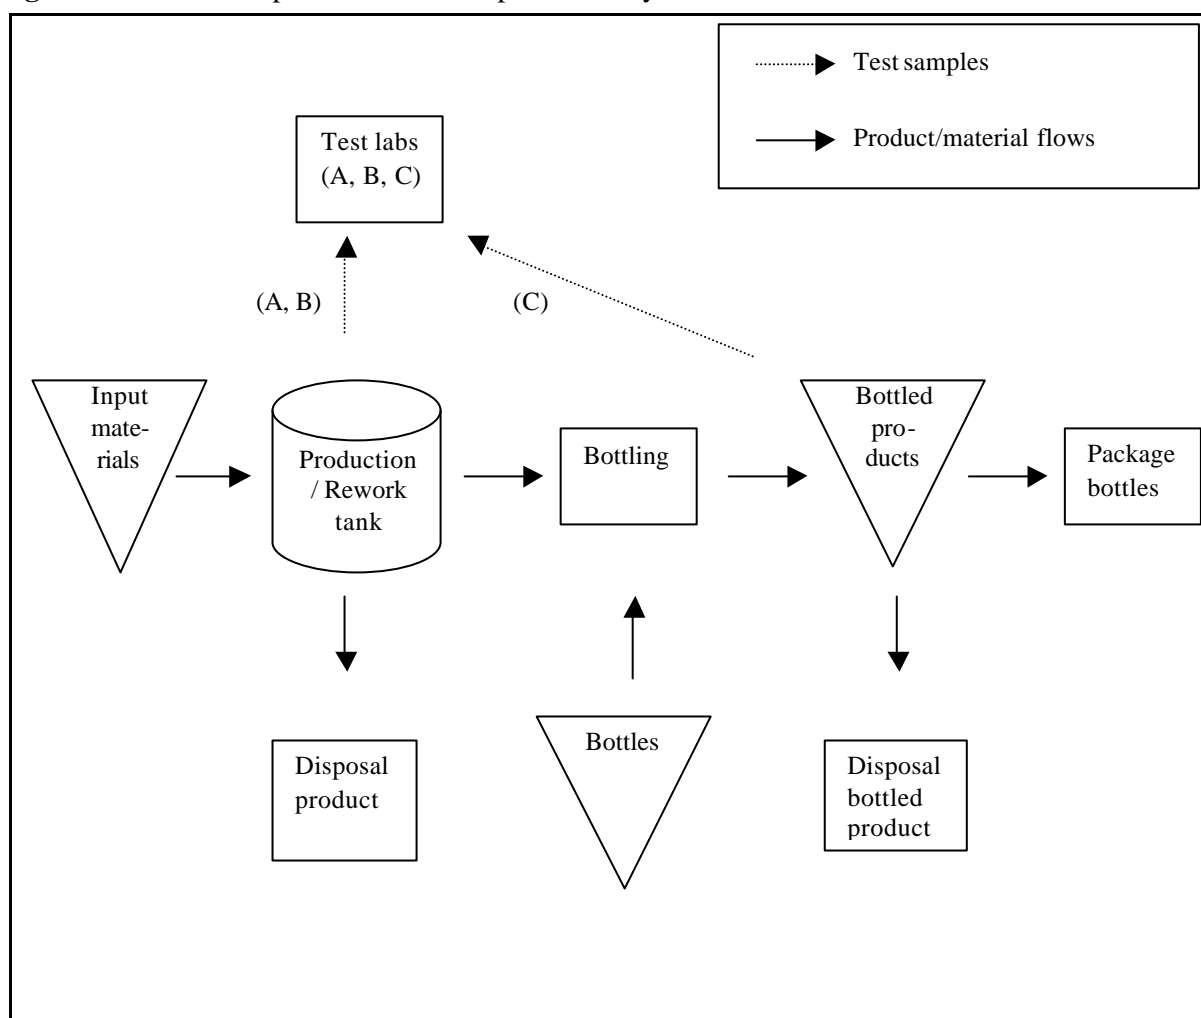 Test samples
Product/material flows
Test labs
(A, B, C)
(A, B)
(C)
Input
mate-
rials
Production
/ Rework
tank
Bottling
Bottled
pro-
ducts
Package
bottles
Disposal
product
Bottles
Disposal
bottled
product